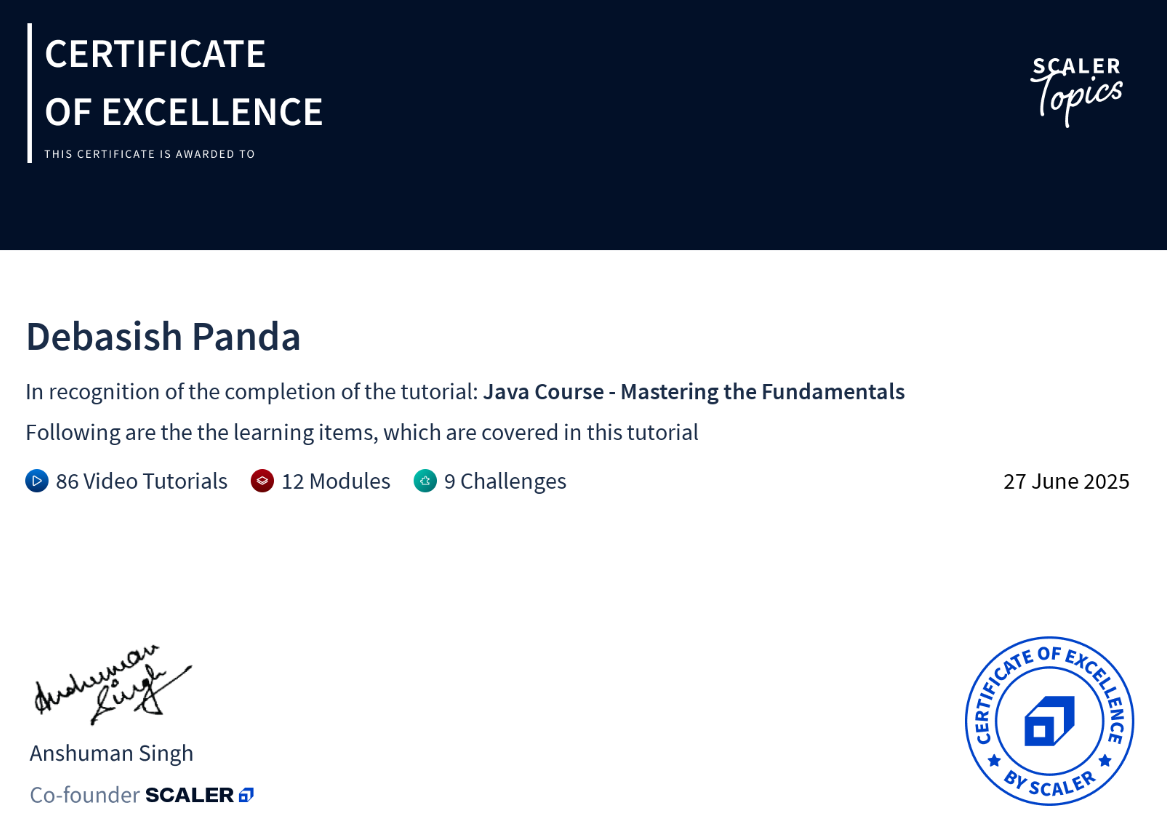 CERTIFICATE
OF EXCELLENCE
THIS CERTIFICATE IS AWARDED TO
SCALER
Topics
Debasish Panda
In recognition of the completion of the tutorial: Java Course - Mastering the Fundamentals
Following are the the learning items, which are covered in this tutorial
86 Video Tutorials 12 Modules 9 Challenges 27 June 2025
Anshuman
Singh
Anshuman Singh
Co-founder SCALER
CERTIFICATE OF EXCELLENCE
BY SCALER